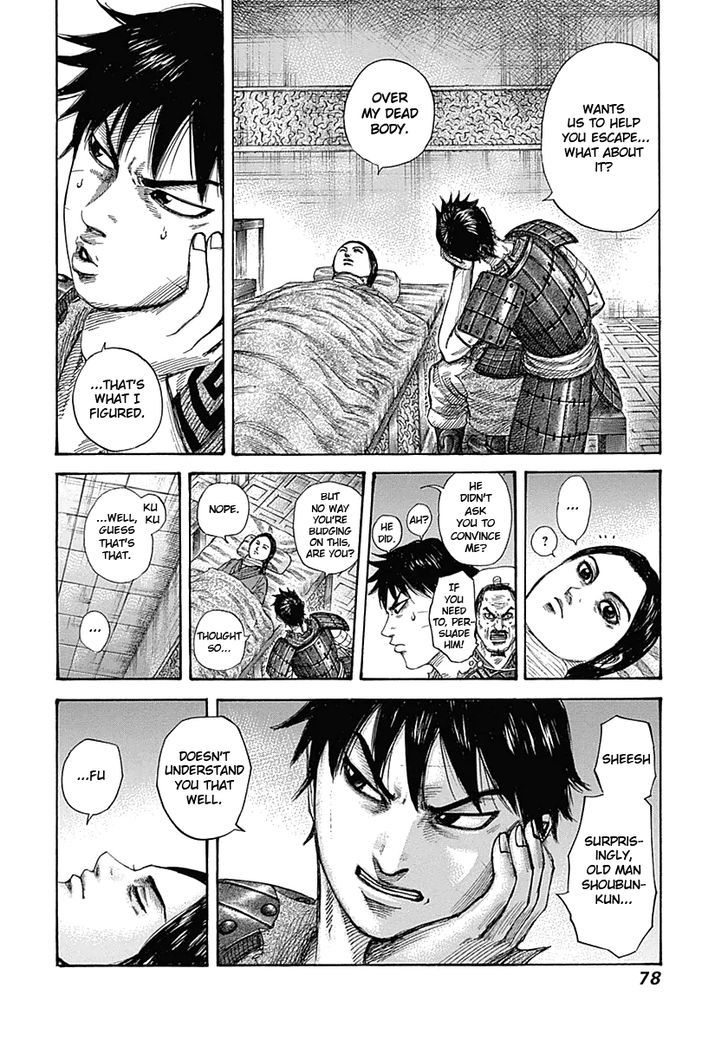 WANTS
US TO HELP
YOU ESCAPE...
WHAT ABOUT
IT?
OVER
MY DEAD
BODY.
...THAT'S
WHAT I
FIGURED.
...
?
HE
DIDN'T
ASK
YOU TO
CONVINCE
ME?
AH?
HE
DID.
IF
YOU
NEED
TO, PER-
SUADE
HIM!
BUT
NO WAY
YOU'RE
BUDGING
ON THIS,
ARE YOU?
NOPE.
THOUGHT
SO...
KU
KU
...WELL,
GUESS
THAT'S
THAT.
...
SHEESH
SURPRIS-
INGLY,
OLD MAN
SHOUBUN-
KUN...
DOESN'T
UNDERSTAND
YOU THAT
WELL.
...FU
78